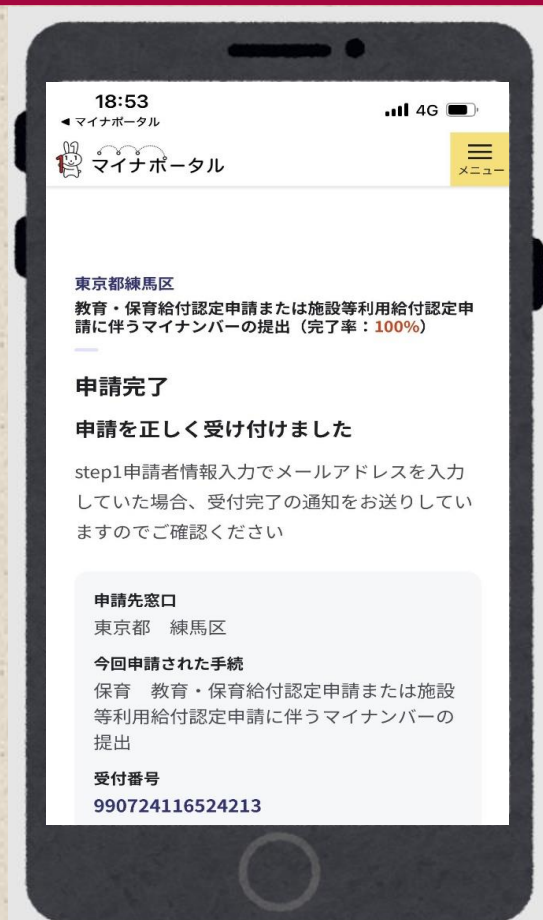 18:53
4G
◀ マイナポータル
マイナポータル
メニュー
東京都練馬区
教育・保育給付認定申請または施設等利用給付認定申
請に伴うマイナンバーの提出（完了率：100%）
申請完了
申請を正しく受け付けました
step1申請者情報入力でメールアドレスを入力
していた場合、受付完了の通知をお送りしてい
ますのでご確認ください
申請先窓口
東京都　練馬区
今回申請された手続
保育　教育・保育給付認定申請または施設
等利用給付認定申請に伴うマイナンバーの
提出
受付番号
990724116524213